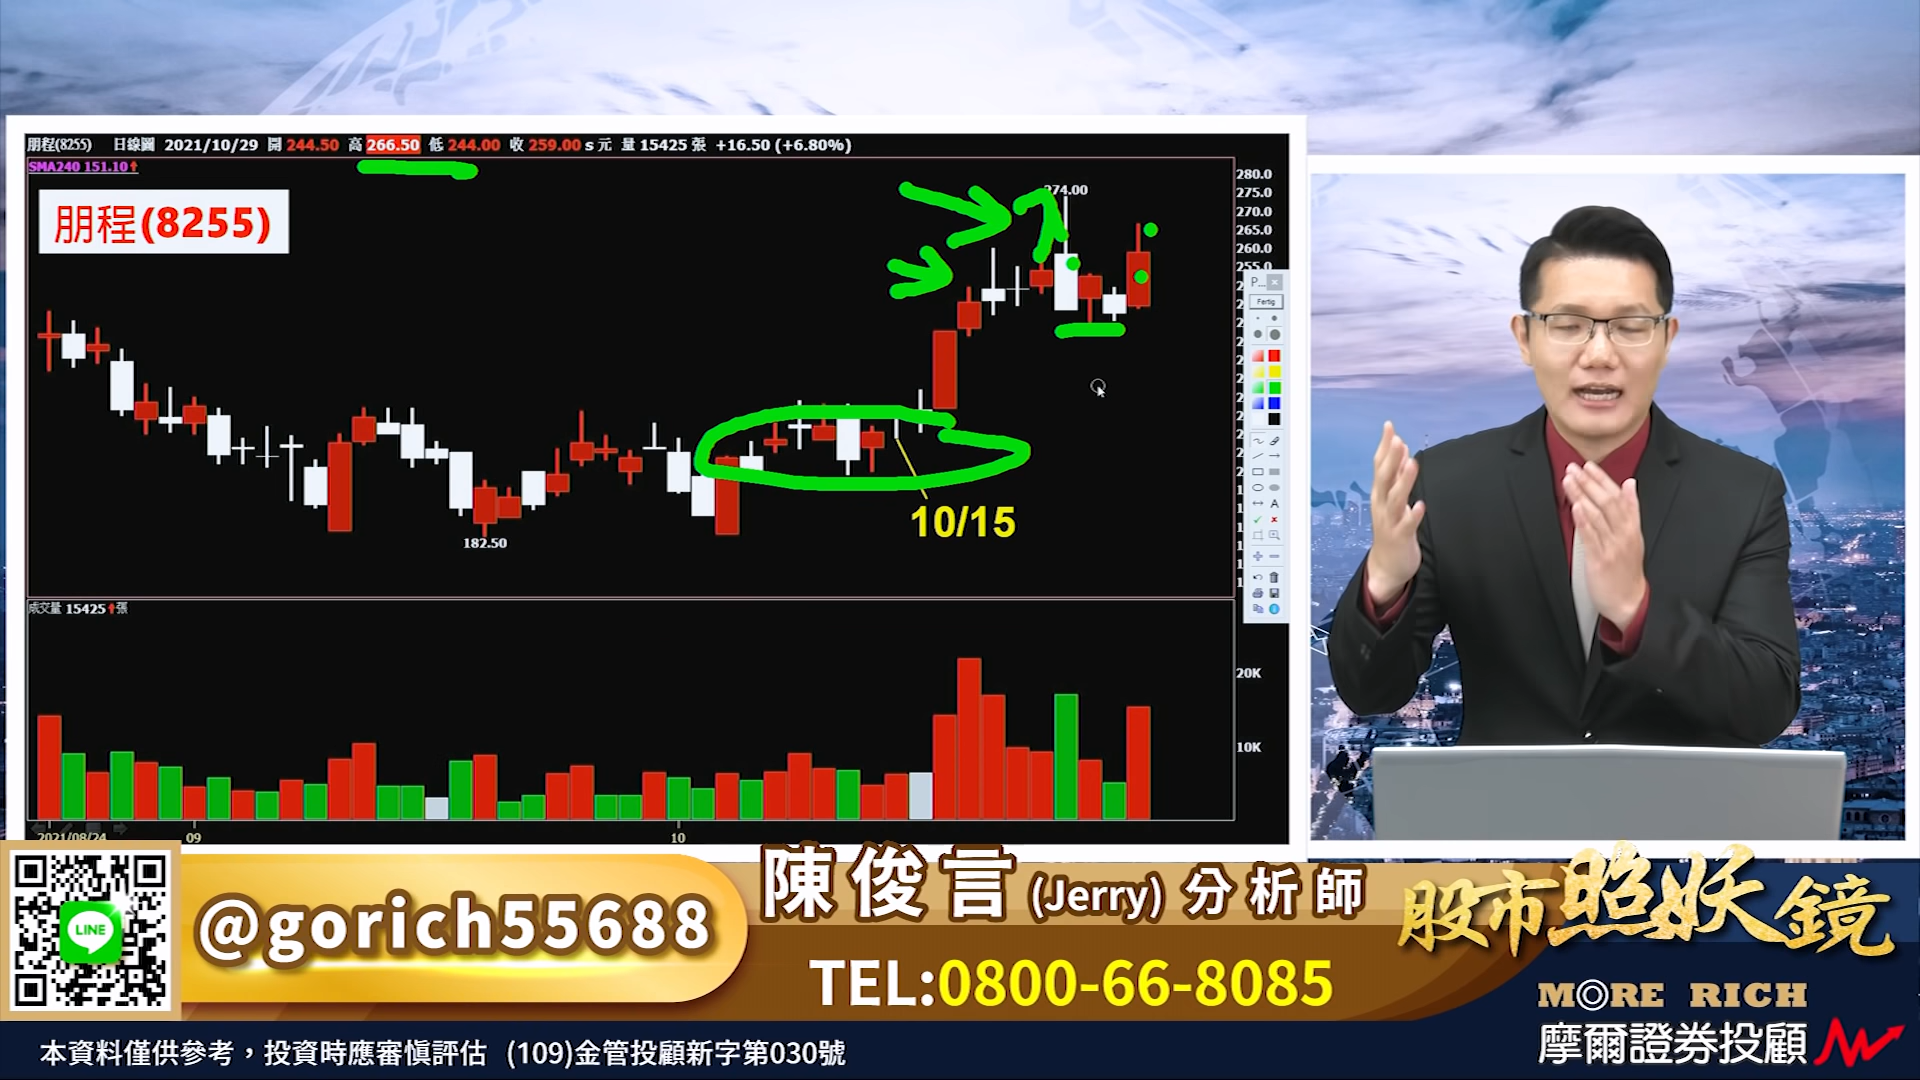 朋程(8255) 日線圖 2021/10/29 開 244.50 高 266.50 低 244.00 收 259.00 s 元 量 15425 張 +16.50 (+6.80%)
SMA240 151.10↑
朋程(8255)
274.00
280.0
275.0
270.0
265.0
260.0
255.0
P...
Fertig
10/15
182.50
成交量 15425↑張
20K
10K
2021/08/24 09 10
LINE
@gorich55688
陳俊言(Jerry)分析師
TEL:0800-66-8085
股市照妖鏡
MORE RICH
摩爾證券投顧
本資料僅供參考，投資時應審慎評估 (109)金管投顧新字第030號